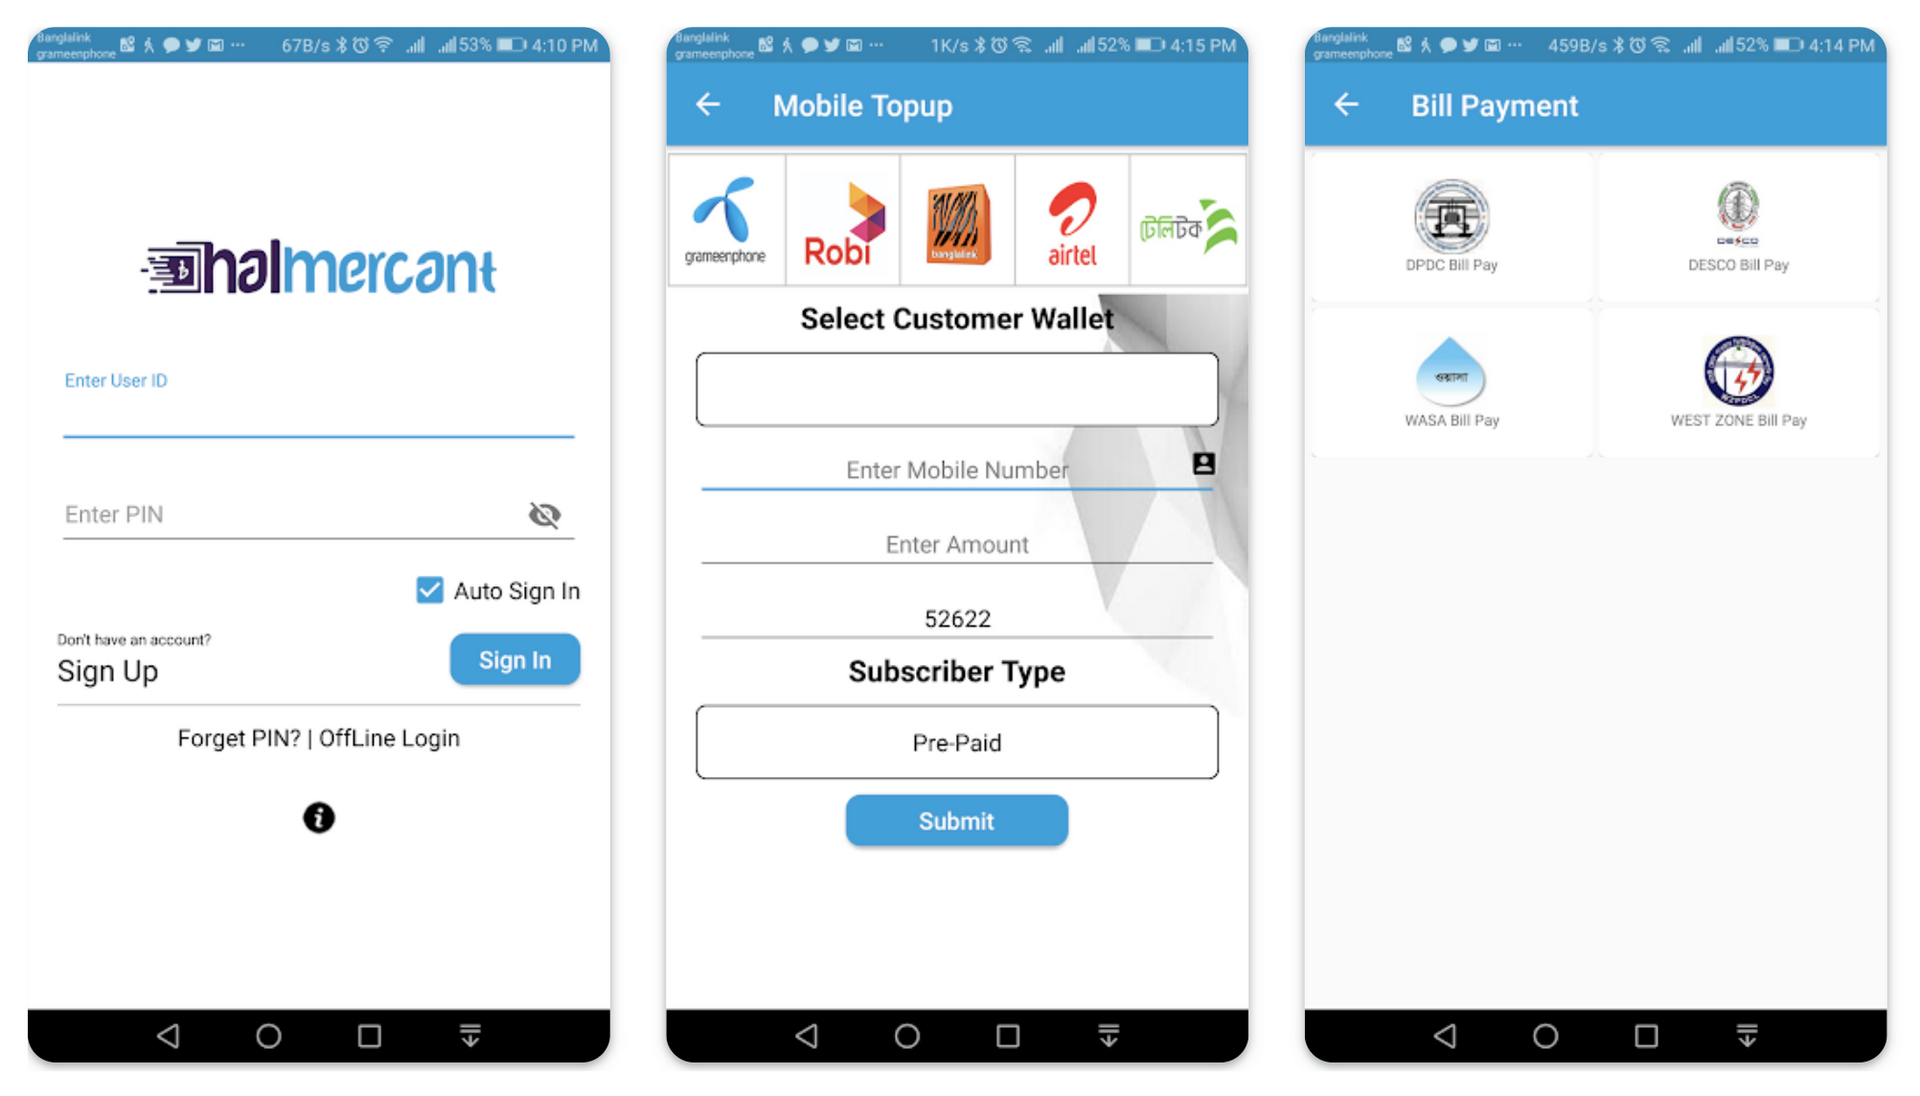 Banglalink
grameenphone
67B/s 53% 4:10 PM
halmercant
Enter User ID
Enter PIN
Auto Sign In
Don't have an account?
Sign Up
Sign In
Forget PIN? | OffLine Login
Banglalink
grameenphone
1K/s 52% 4:15 PM
Mobile Topup
grameenphone
Robi
banglalink
airtel
টেলিটক
Select Customer Wallet
Enter Mobile Number
Enter Amount
52622
Subscriber Type
Pre-Paid
Submit
Banglalink
grameenphone
459B/s 52% 4:14 PM
Bill Payment
DPDC Bill Pay
DESCO
DESCO Bill Pay
ওয়াসা
WASA Bill Pay
WZPDCL
WEST ZONE Bill Pay